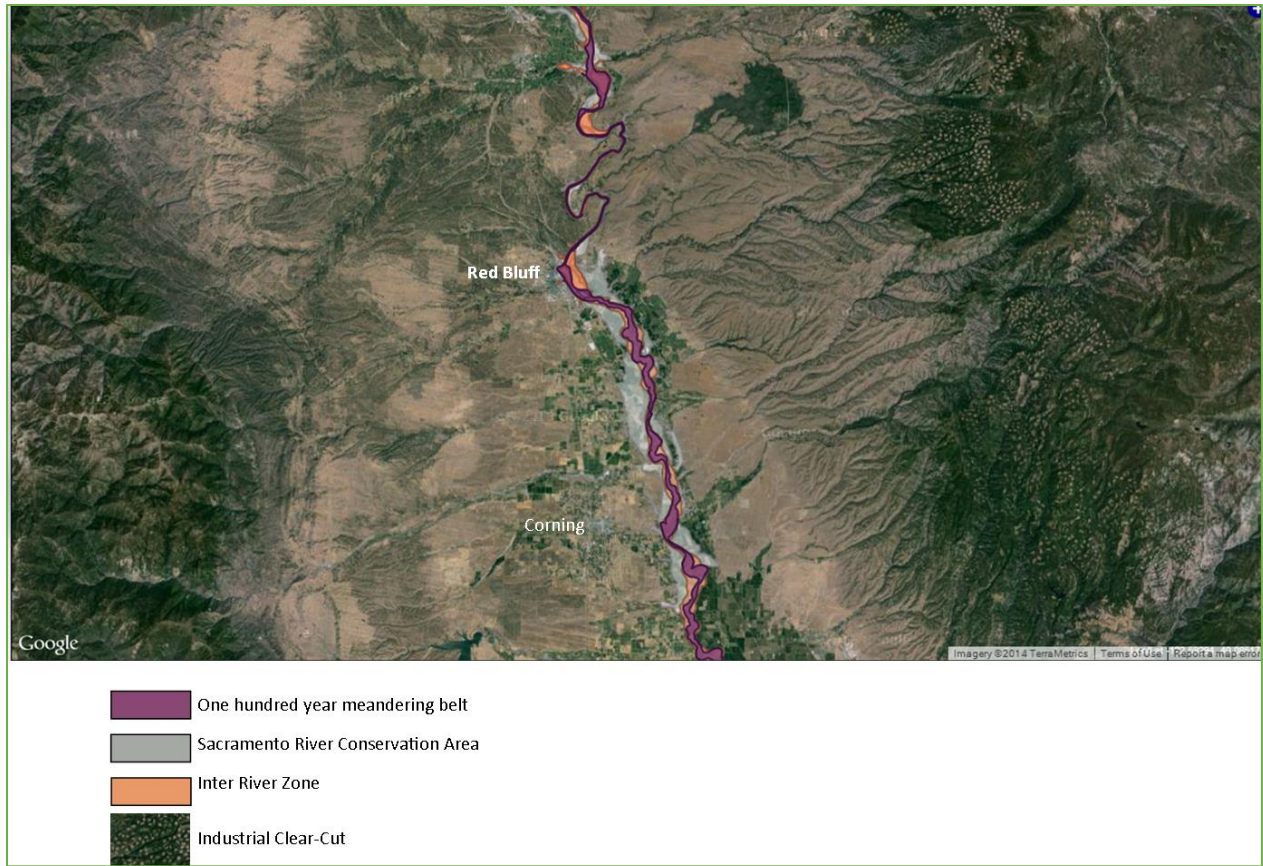 Red Bluff
Corning
Google
Imagery ©2014 TerraMetrics
Terms of Use
Report a map error
One hundred year meandering belt
Sacramento River Conservation Area
Inter River Zone
Industrial Clear-Cut